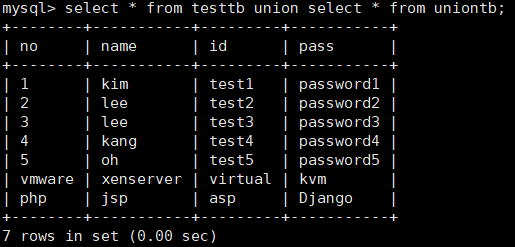 mysql> select * from testtb union select * from uniontb;
+--------+-----------+---------+-----------+
| no     | name      | id      | pass      |
+--------+-----------+---------+-----------+
| 1      | kim       | test1   | password1 |
| 2      | lee       | test2   | password2 |
| 3      | lee       | test3   | password3 |
| 4      | kang      | test4   | password4 |
| 5      | oh        | test5   | password5 |
| vmware | xenserver | virtual | kvm       |
| php    | jsp       | asp     | Django    |
+--------+-----------+---------+-----------+
7 rows in set (0.00 sec)